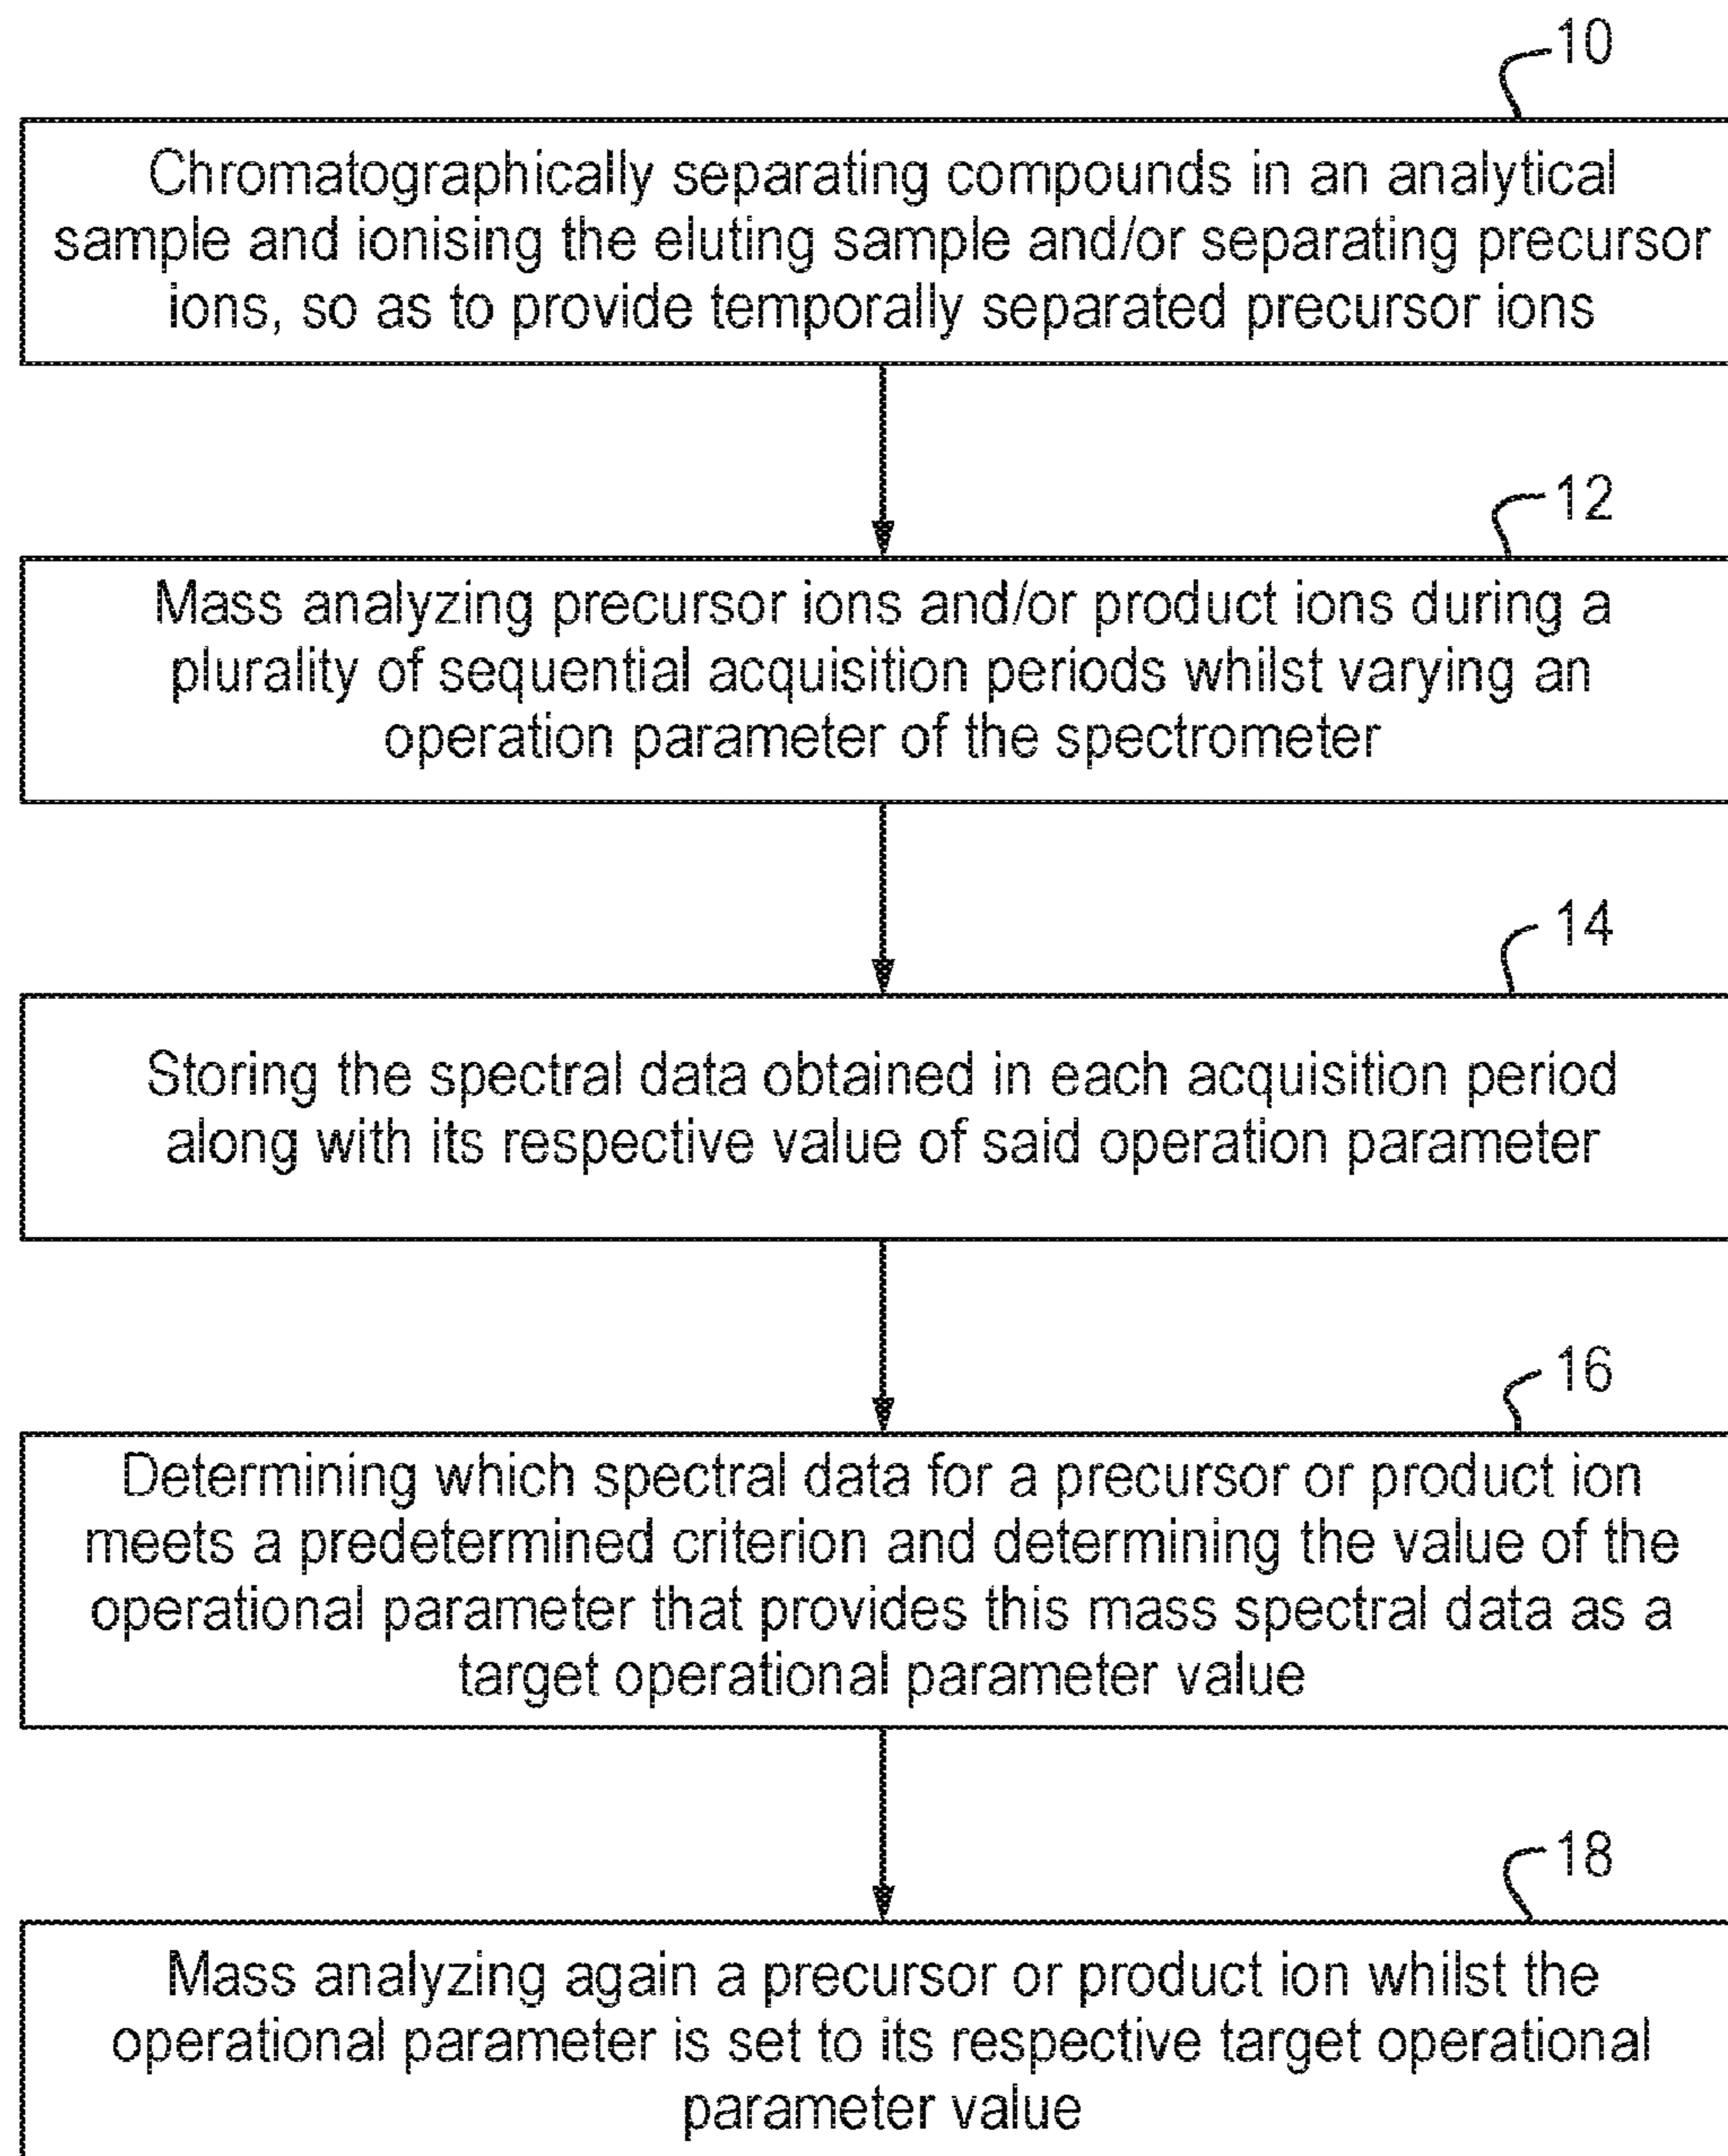 10
Chromatographically separating compounds in an analytical
sample and ionising the eluting sample and/or separating precursor
ions, so as to provide temporally separated precursor ions
12
Mass analyzing precursor ions and/or product ions during a
plurality of sequential acquisition periods whilst varying an
operation parameter of the spectrometer
14
Storing the spectral data obtained in each acquisition period
along with its respective value of said operation parameter
16
Determining which spectral data for a precursor or product ion
meets a predetermined criterion and determining the value of the
operational parameter that provides this mass spectral data as a
target operational parameter value
18
Mass analyzing again a precursor or product ion whilst the
operational parameter is set to its respective target operational
parameter value